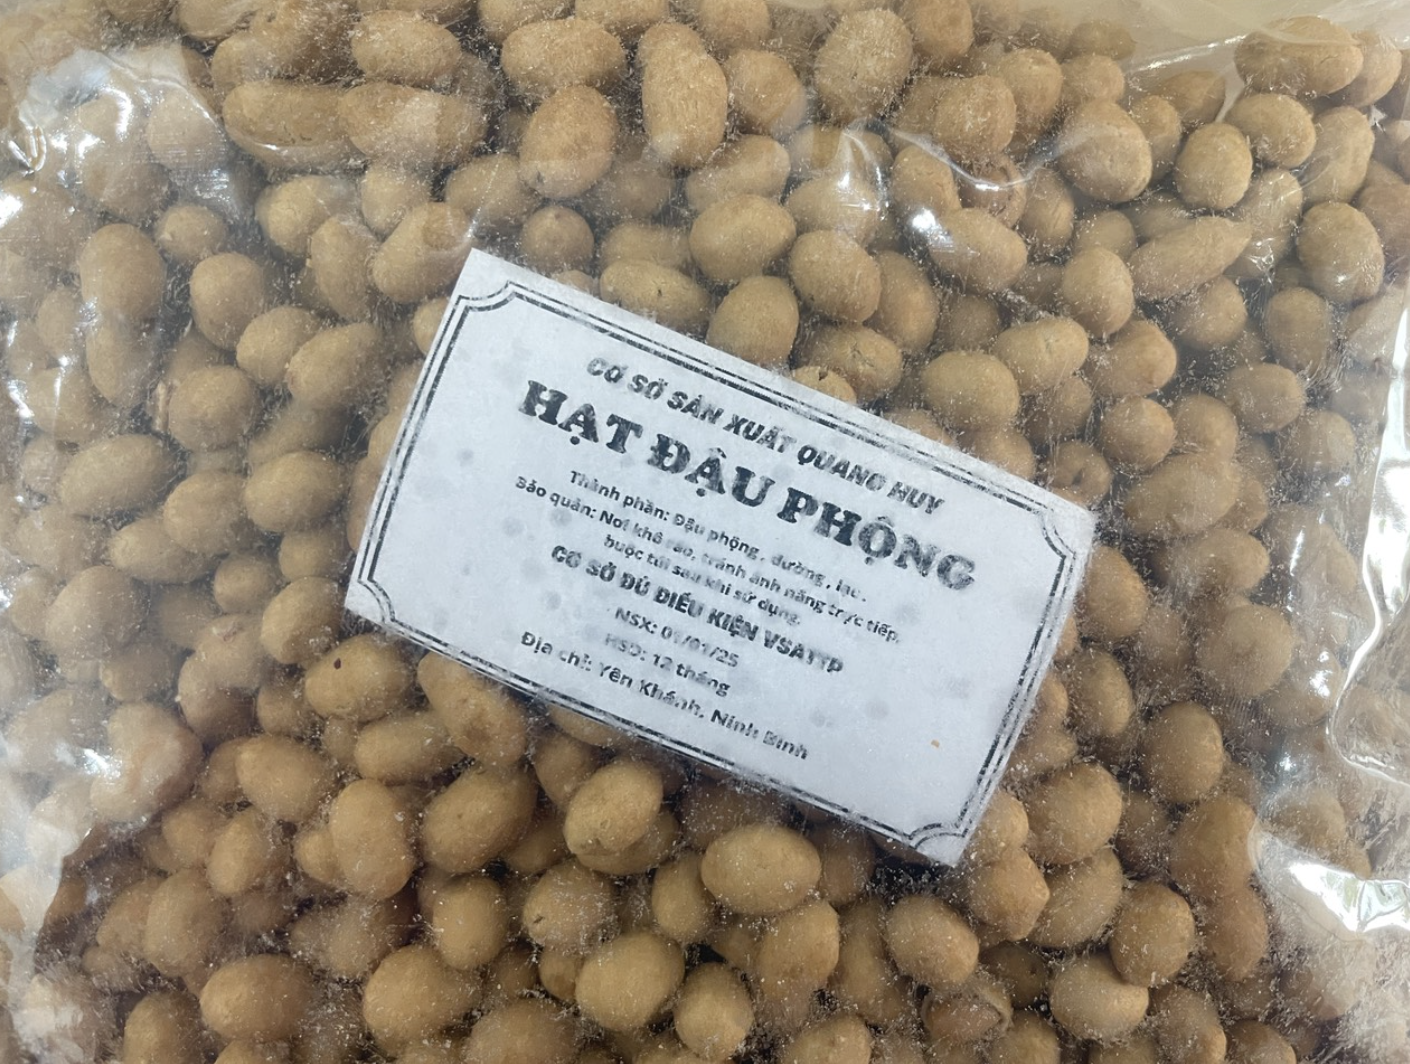 CƠ SỞ SẢN XUẤT QUANG HUY
HẠT ĐẬU PHỘNG
Thành phần: Đậu phộng , đường , lạc .
Bảo quản: Nơi khô ráo, tránh ánh nắng trực tiếp,
buộc túi sau khi sử dụng.
CƠ SỞ ĐỦ ĐIỀU KIỆN VSATTP
NSX: 01/01/25
HSD: 12 tháng
Địa chỉ: Yên Khánh, Ninh Bình